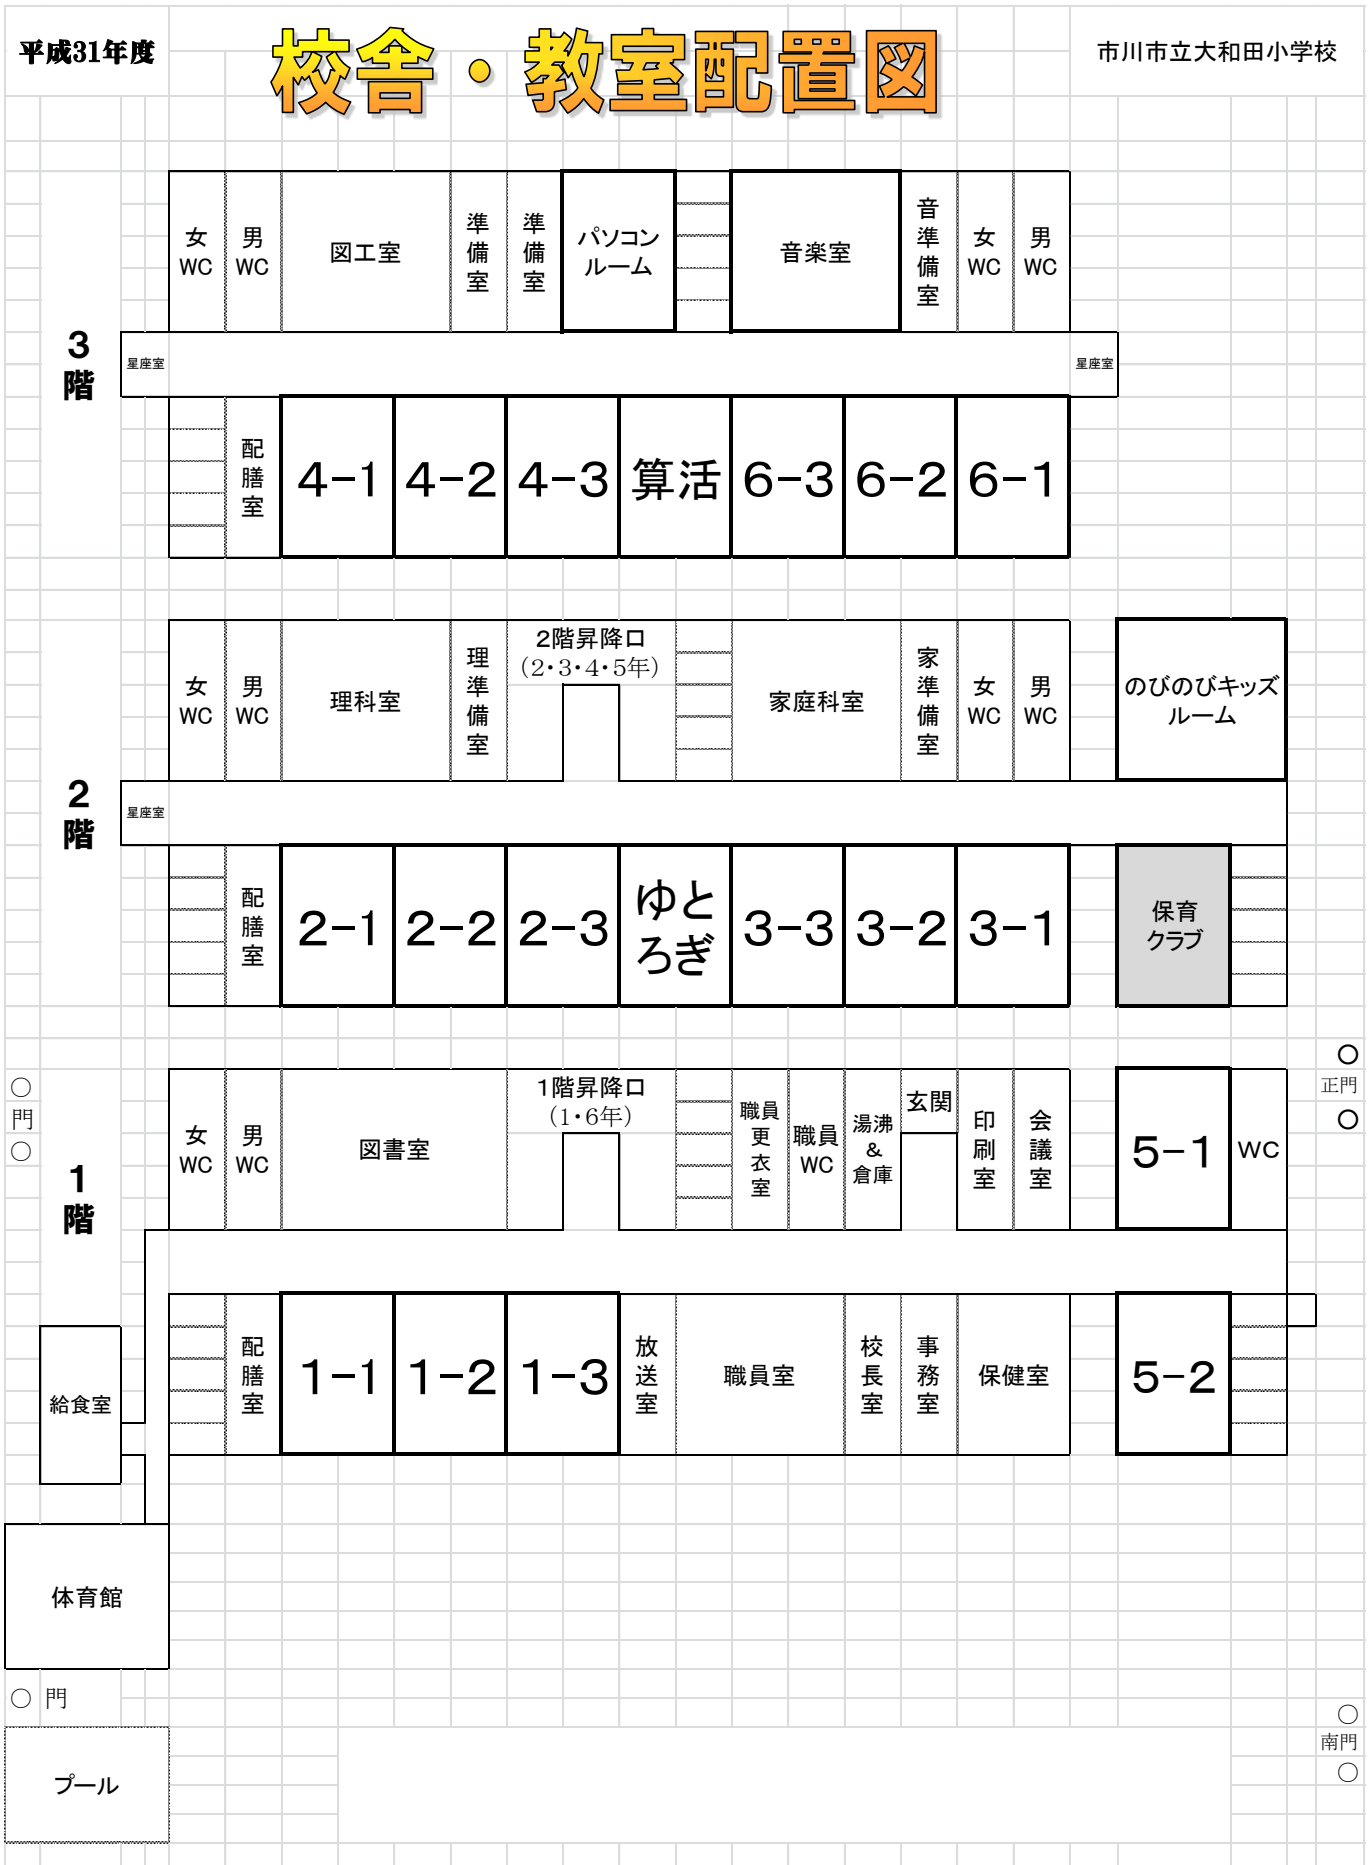 平成31年度
校舎・教室配置図
市川市立大和田小学校
3
階
女
WC
男
WC
図工室
準
備
室
準
備
室
パソコン
ルーム
音楽室
音
準
備
室
女
WC
男
WC
星座室
星座室
配
膳
室
4-1
4-2
4-3
算活
6-3
6-2
6-1
2
階
女
WC
男
WC
理科室
理
準
備
室
2階昇降口
(2・3・4・5年)
家庭科室
家
準
備
室
女
WC
男
WC
のびのびキッズ
ルーム
星座室
配
膳
室
2-1
2-2
2-3
ゆと
ろぎ
3-3
3-2
3-1
保育
クラブ
○
門
○
1
階
女
WC
男
WC
図書室
1階昇降口
(1・6年)
職員
更
衣
室
職員
WC
湯沸
&
倉庫
玄関
印
刷
室
会
議
室
5-1
WC
○
正門
○
給食室
配
膳
室
1-1
1-2
1-3
放
送
室
職員室
校
長
室
事
務
室
保健室
5-2
体育館
○ 門
プール
○
南門
○